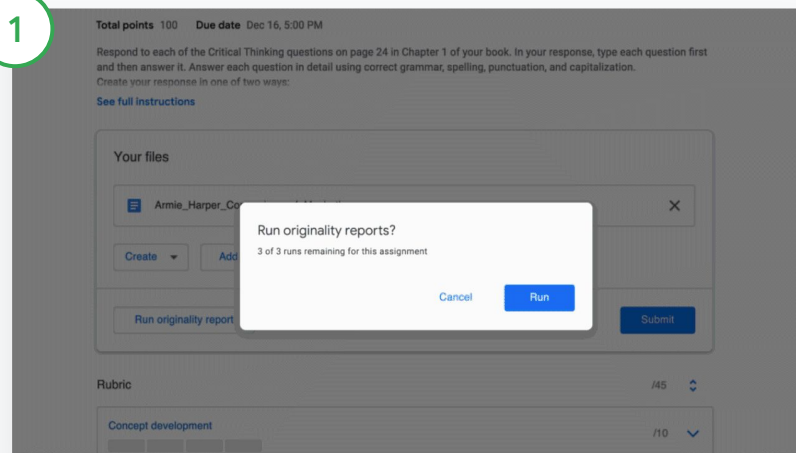 1
Total points 100 Due date Dec 16, 5:00 PM
Respond to each of the Critical Thinking questions on page 24 in Chapter 1 of your book. In your response, type each question first
and then answer it. Answer each question in detail using correct grammar, spelling, punctuation, and capitalization.
Create your response in one of two ways:
See full instructions
Your files
Armie_Harper_Co
Run originality reports?
3 of 3 runs remaining for this assignment
Create
Add
Cancel
Run
Run originality report
Submit
Rubric
/45
Concept development
/10